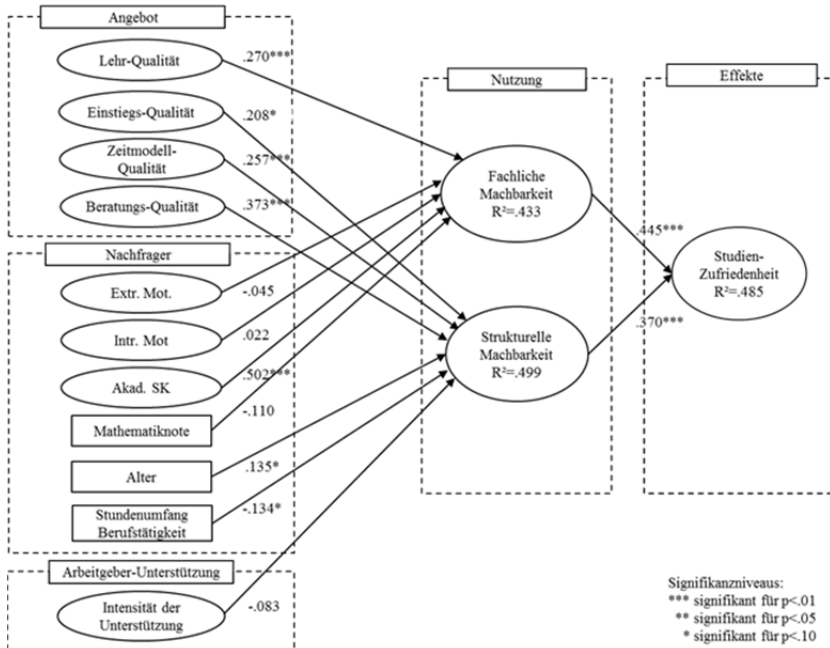 Angebot
Lehr-Qualität
.270***
Einstiegs-Qualität
.208*
Zeitmodell-
Qualität
.257***
Beratungs-Qualität
.373***
Nachfrager
Extr. Mot.
-.045
Intr. Mot
.022
Akad. SK
.502***
Mathematiknote
-.110
Alter
.135*
Stundenumfang
Berufstätigkeit
-.134*
Arbeitgeber-Unterstützung
Intensität der
Unterstützung
-.083
Nutzung
Fachliche
Machbarkeit
R²=.433
Strukturelle
Machbarkeit
R²=.499
.445***
.370***
Effekte
Studien-
Zufriedenheit
R²=.485
Signifikanzniveaus:
*** signifikant für p<.01
** signifikant für p<.05
* signifikant für p<.10